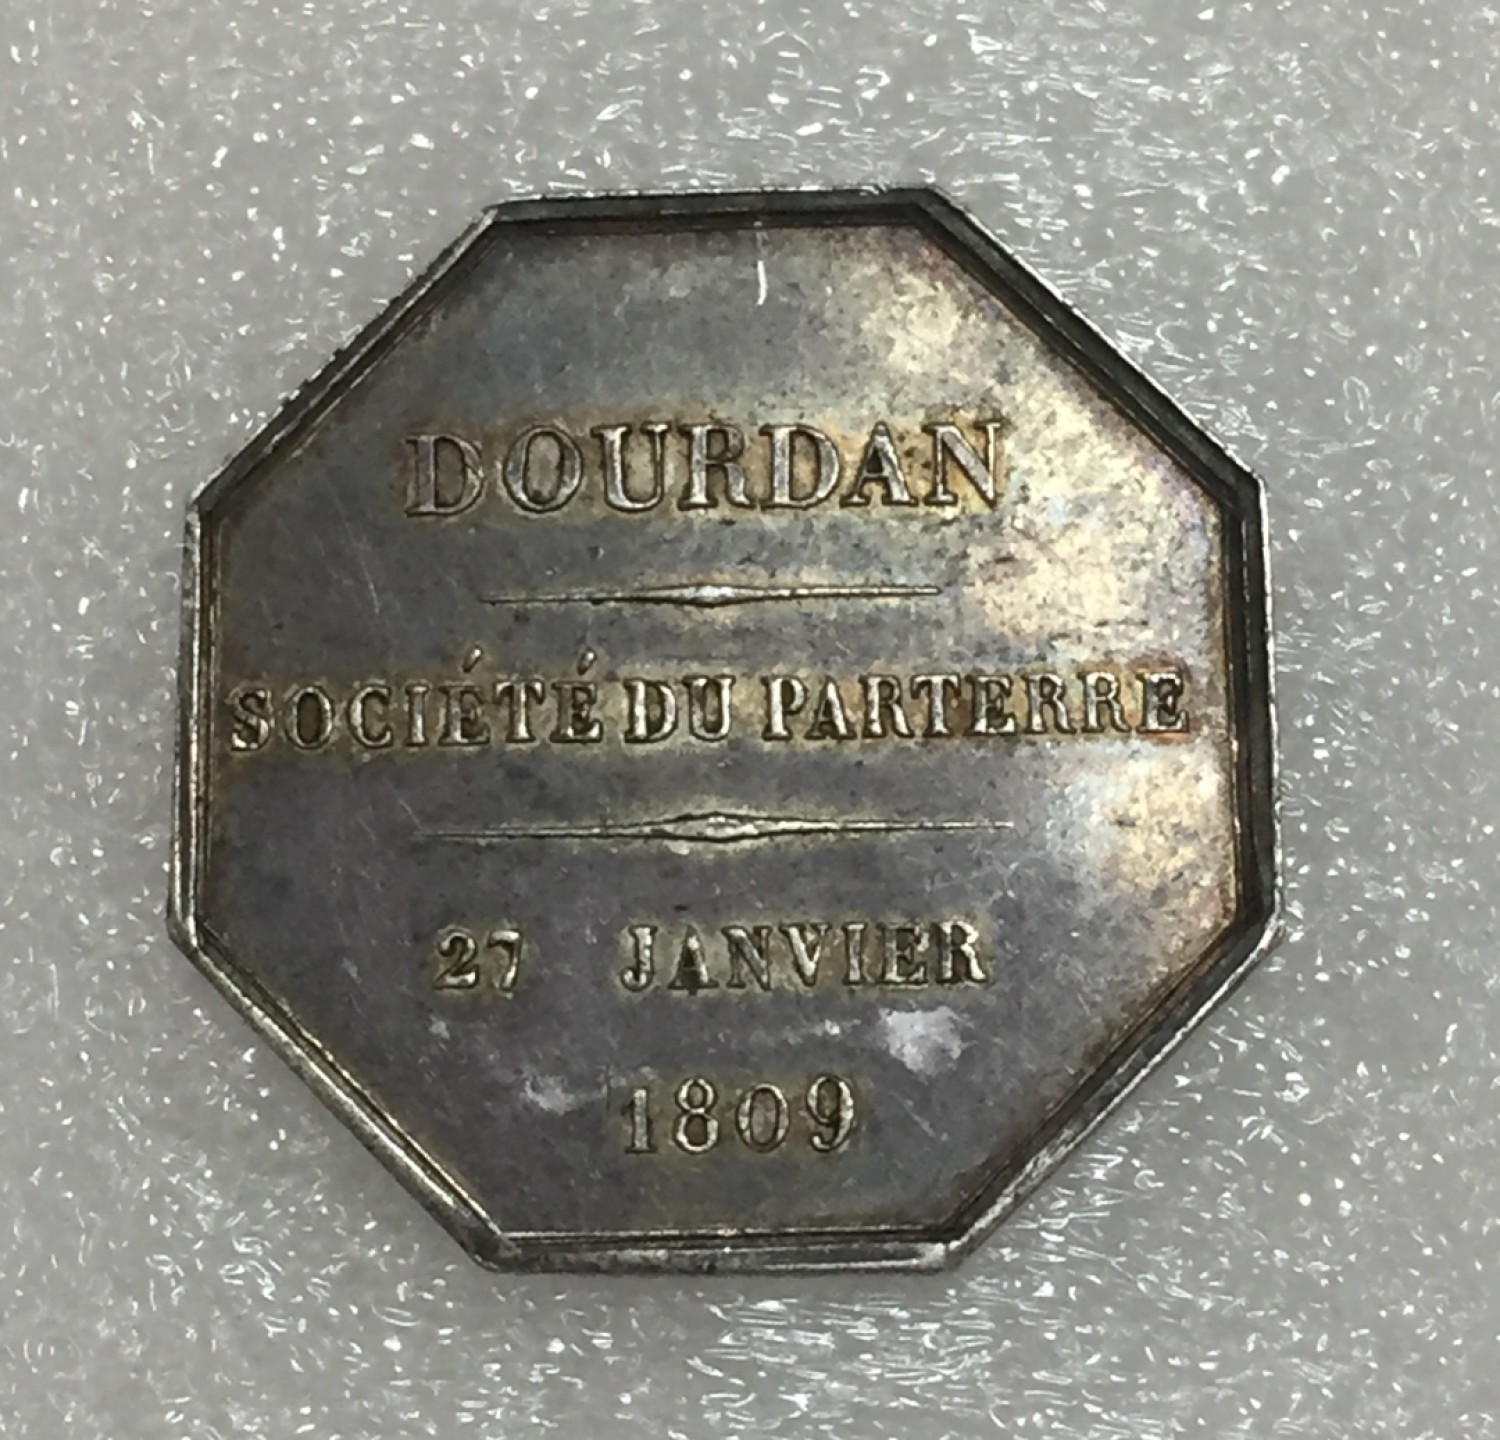 DOURDAN
SOCIÉTÉ DU PARTERRE
27 JANVIER
1809